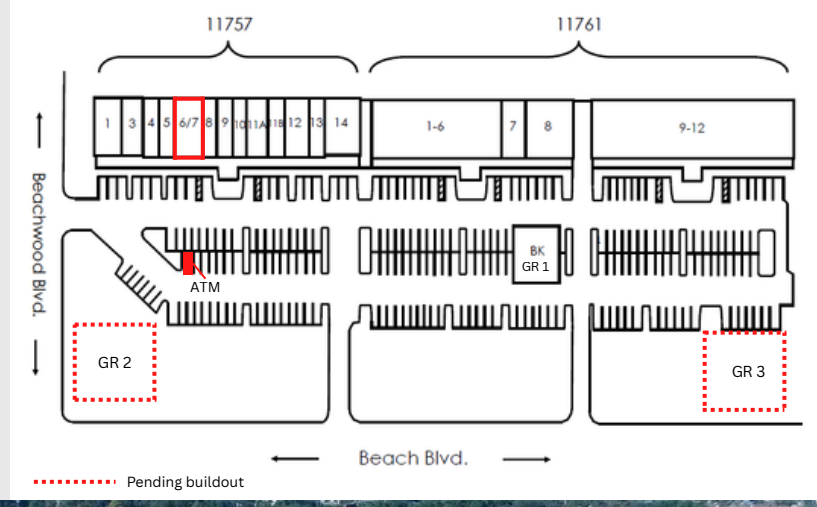 11757
11761
1
3
4
5
6/7
8
9
10
11A
11B
12
13
14
1-6
7
8
9-12
Beachwood Blvd.
BK
GR 1
ATM
GR 2
GR 3
Beach Blvd.
Pending buildout